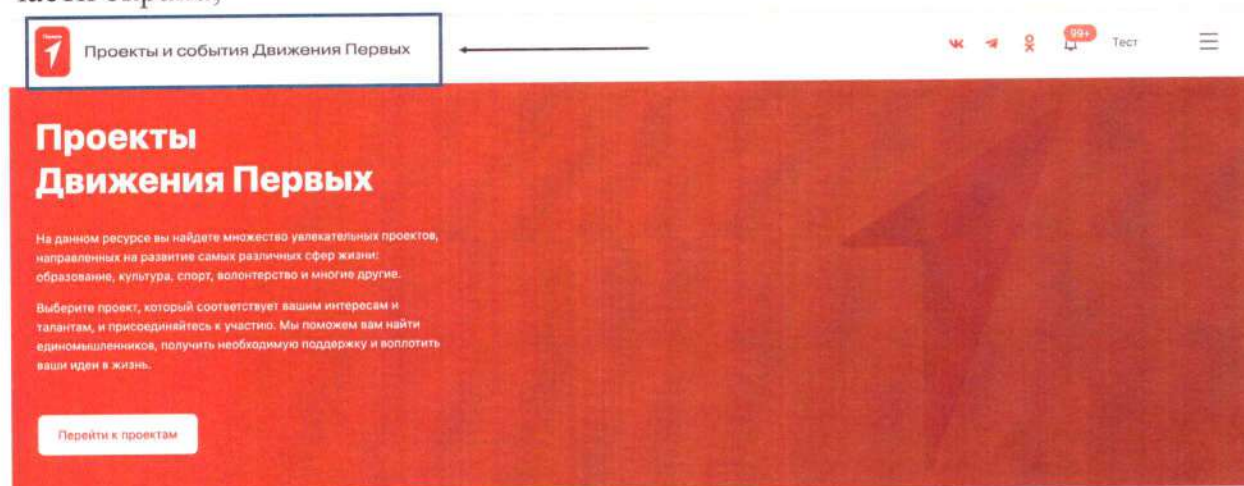 Проекты и события Движения Первых
99+
Тест
Проекты
Движения Первых
На данном ресурсе вы найдете множество увлекательных проектов,
направленных на развитие самых различных сфер жизни:
образование, культура, спорт, волонтерство и многие другие.
Выберите проект, который соответствует вашим интересам и
талантам, и присоединяйтесь к участию. Мы поможем вам найти
единомышленников, получить необходимую поддержку и воплотить
ваши идеи в жизнь.
Перейти к проектам